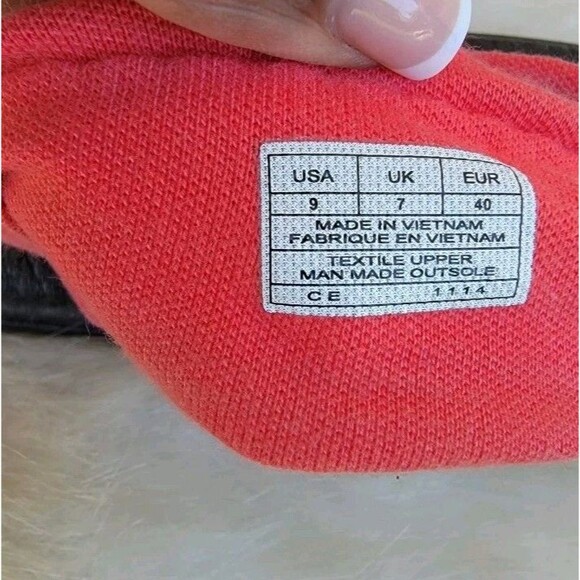 USA UK EUR
9 7 40
MADE IN VIETNAM
FABRIQUE EN VIETNAM
TEXTILE UPPER
MAN MADE OUTSOLE
CE 1114